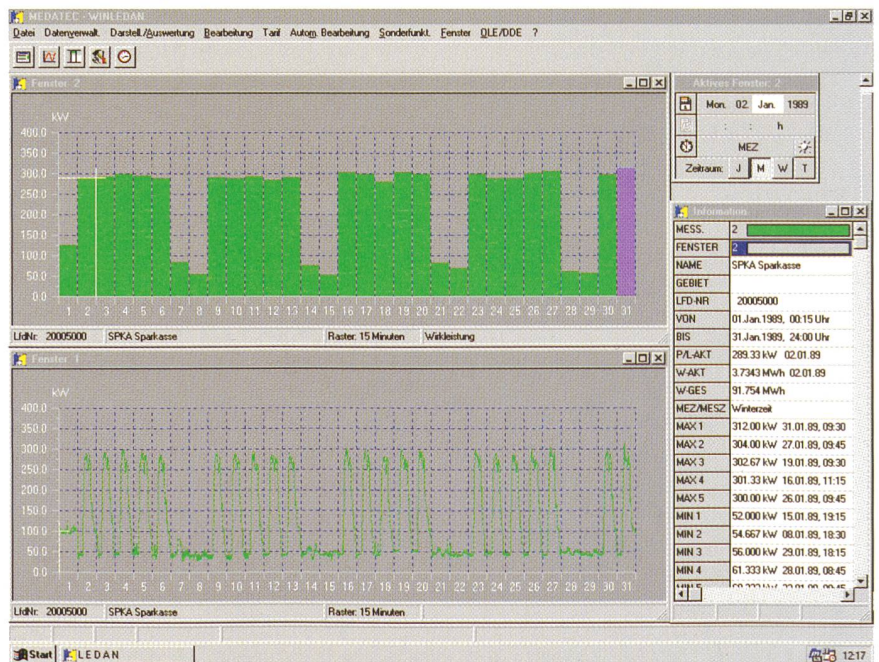 MEDATEC - WINLEDAN
Datei Datenverwalt. Darstell./Auswertung Bearbeitung Tarif Autom. Bearbeitung Sonderfunkt. Fenster OLE/DDE ?
Fenster 2
kW
400.0
350.0
300.0
250.0
200.0
150.0
100.0
50.0
0.0
1 2 3 4 5 6 7 8 9 10 11 12 13 14 15 16 17 18 19 20 21 22 23 24 25 26 27 28 29 30 31
LfdNr: 20005000 SPKA Sparkasse Raster: 15 Minuten Wirkleistung
Fenster 1
kW
400.0
350.0
300.0
250.0
200.0
150.0
100.0
50.0
0.0
1 2 3 4 5 6 7 8 9 10 11 12 13 14 15 16 17 18 19 20 21 22 23 24 25 26 27 28 29 30 31
LfdNr: 20005000 SPKA Sparkasse Raster: 15 Minuten
Aktives Fenster: 2
Mon. 02. Jan. 1989
: : h
MEZ
Zeitraum: J M W T
Information
MESS. 2
FENSTER 2
NAME SPKA Sparkasse
GEBIET
LFD-NR 20005000
VON 01.Jan.1989, 00:15 Uhr
BIS 31.Jan.1989, 24:00 Uhr
P/L-AKT 289.33 kW 02.01.89
W-AKT 3.7343 MWh 02.01.89
W-GES 91.754 MWh
MEZ/MESZ Winterzeit
MAX 1 312.00 kW 31.01.89, 09:30
MAX 2 304.00 kW 27.01.89, 09:45
MAX 3 302.67 kW 19.01.89, 09:30
MAX 4 301.33 kW 16.01.89, 11:15
MAX 5 300.00 kW 26.01.89, 09:45
MIN 1 52.000 kW 15.01.89, 19:15
MIN 2 54.667 kW 08.01.89, 18:30
MIN 3 56.000 kW 29.01.89, 18:15
MIN 4 61.333 kW 28.01.89, 08:45
Start LEDAN 12:17